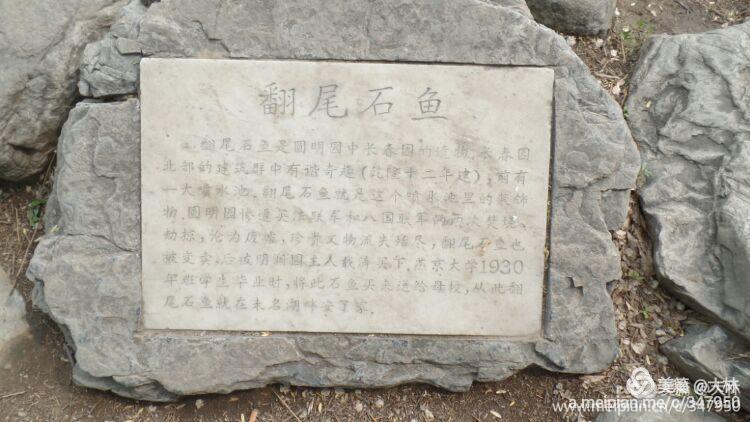 翻尾石鱼
翻尾石鱼是圆明园中长春园的遗物,长春园
北部的建筑群中有谐奇趣(乾隆十二年建),前有
一大喷水池,翻尾石鱼就是这个喷水池里的装饰
物.圆明园惨遭英法联军和八国联军两次焚烧、
劫掠,沦为废墟,珍贵文物流失殆尽,翻尾石鱼也
被变卖,后被朗润园主人载涛买下.燕京大学1930
年班学生毕业时,将此石鱼买来送给母校,从此翻
尾石鱼就在未名湖畔安了家.
美篇 @大林
a.meipian.me/c/347950
www.meipian.cn/c/347950